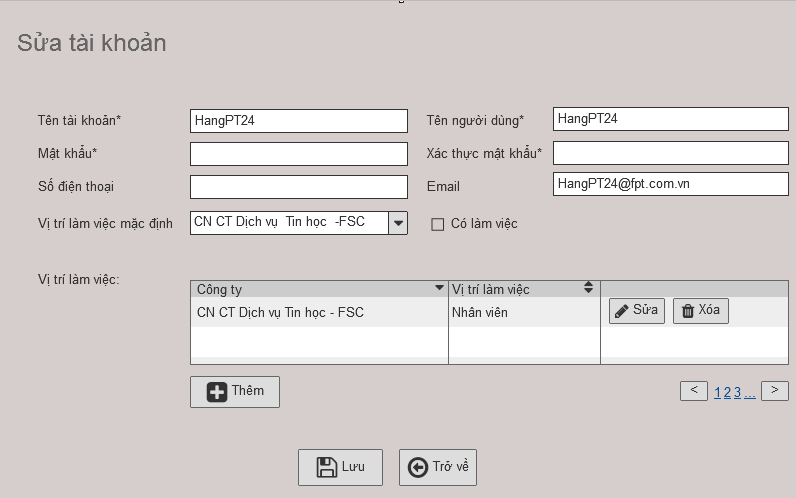 Sửa tài khoản
Tên tài khoản* HangPT24 Tên người dùng* HangPT24
Mật khẩu* Xác thực mật khẩu*
Số điện thoại Email HangPT24@fpt.com.vn
Vị trí làm việc mặc định CN CT Dịch vụ Tin học -FSC Có làm việc
Vị trí làm việc:
Công ty Vị trí làm việc
CN CT Dịch vụ Tin học - FSC Nhân viên Sửa Xóa
Thêm < 1 2 3 ... >
Lưu Trở về